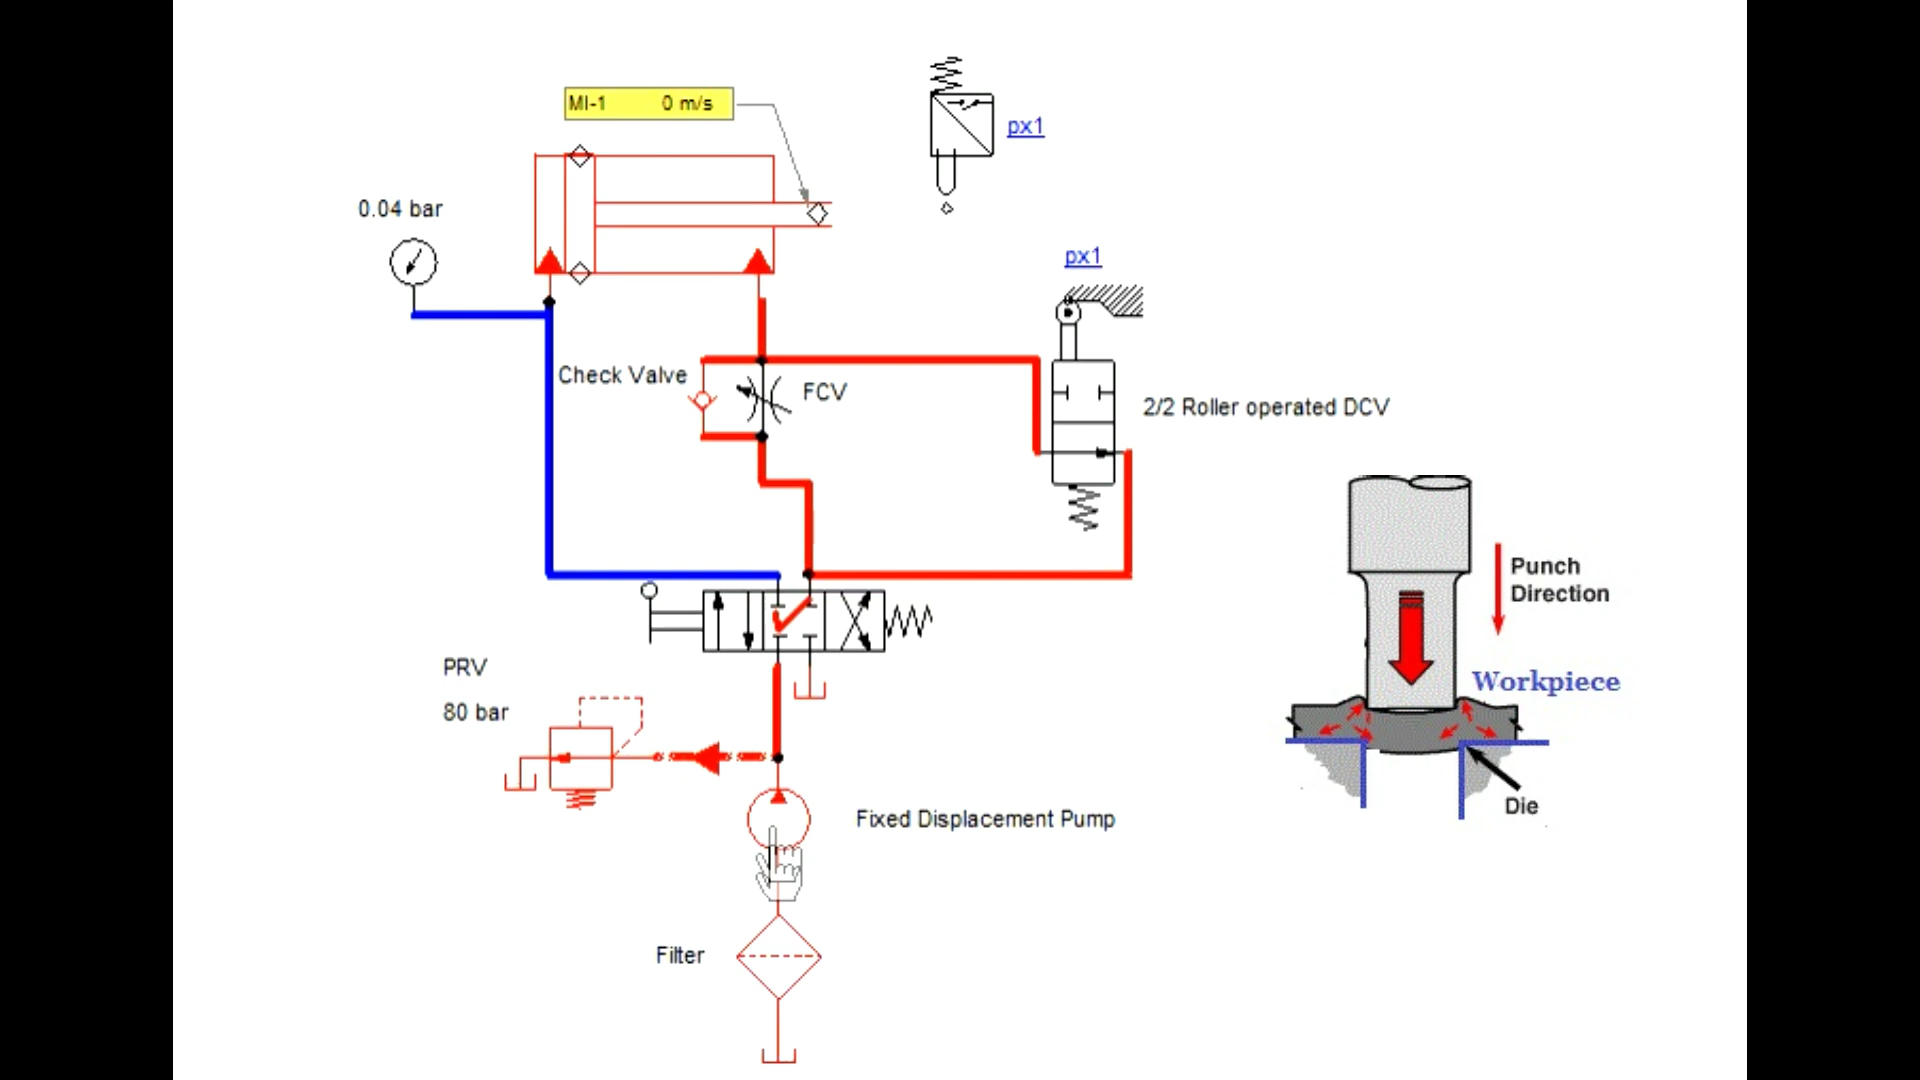 MI-1 0 m/s
px1
0.04 bar
px1
Check Valve
FCV
2/2 Roller operated DCV
Punch
Direction
PRV
Workpiece
80 bar
Die
Fixed Displacement Pump
Filter